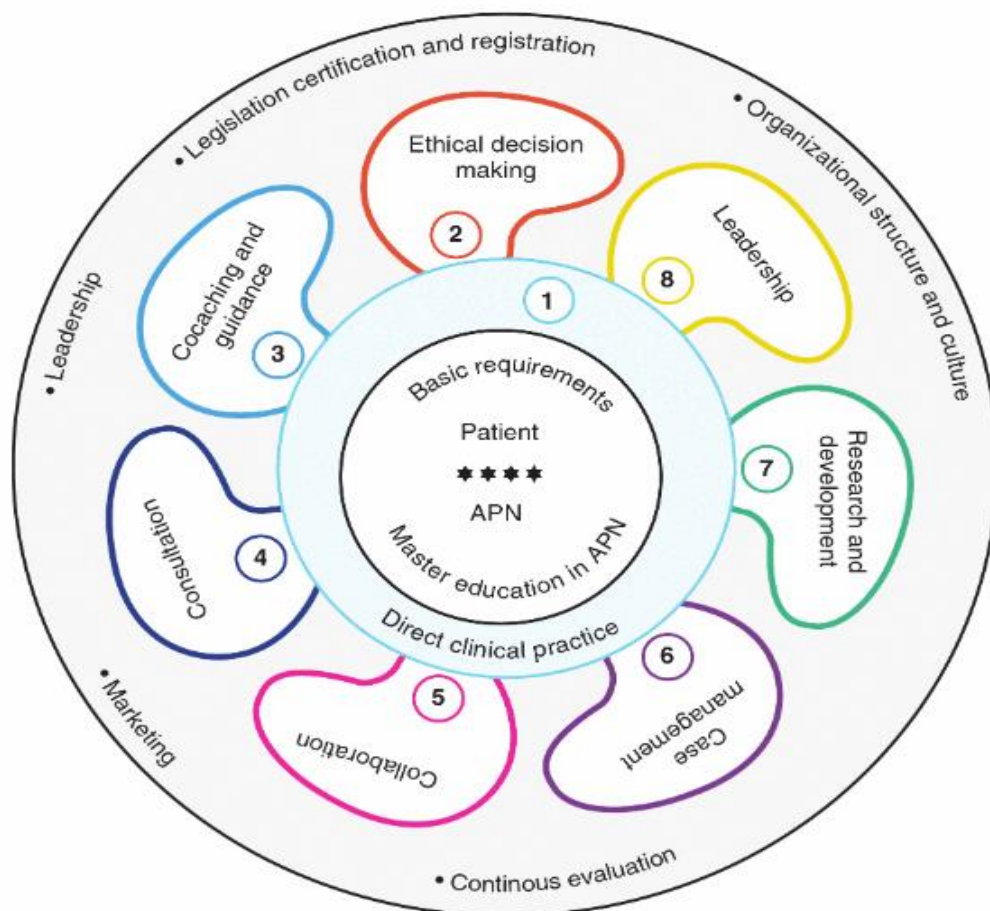 • Legislation certification and registration
• Organizational structure and culture
• Leadership
• Marketing
• Continous evaluation
Ethical decision
making
2
Leadership
8
Cocaching and
guidance
3
1
Research and
development
7
Consultation
4
Collaboration
5
Case
management
6
Basic requirements
Patient
APN
Master education in APN
Direct clinical practice